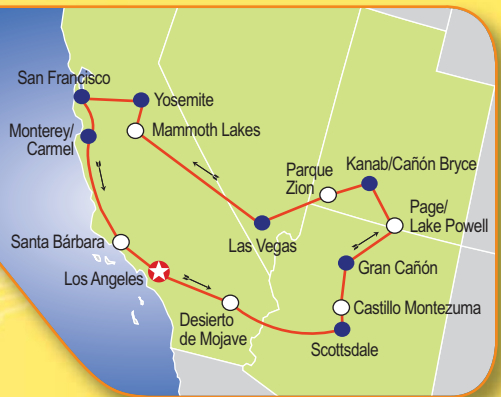 San Francisco
Yosemite
Monterey/
Carmel
Mammoth Lakes
Parque
Zion
Kanab/Cañón Bryce
Page/
Lake Powell
Las Vegas
Santa Bárbara
Los Angeles
Gran Cañón
Desierto
de Mojave
Castillo Montezuma
Scottsdale